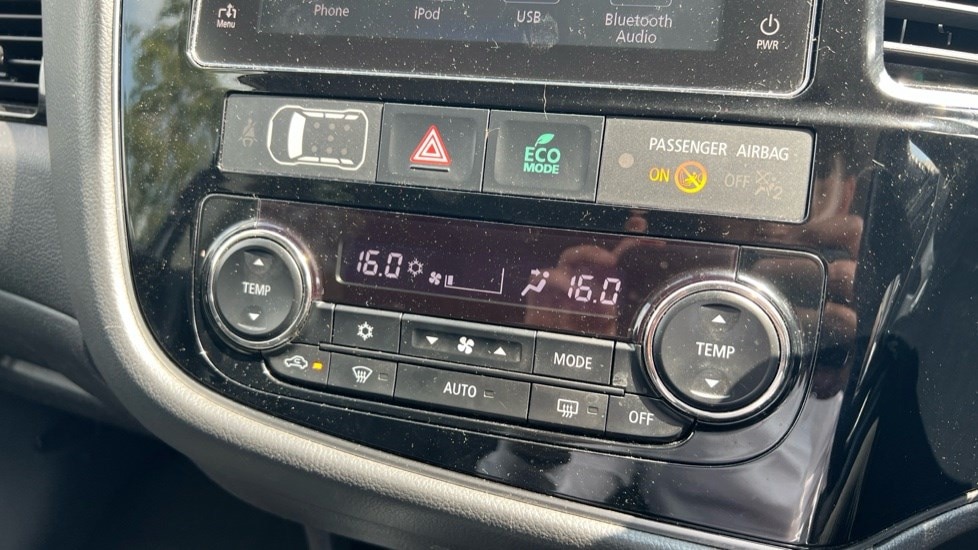 Menu
Phone
iPod
USB
Bluetooth
Audio
PWR
ECO
MODE
PASSENGER AIRBAG
ON OFF 2
16.0 16.0
TEMP
MODE
AUTO
OFF
TEMP